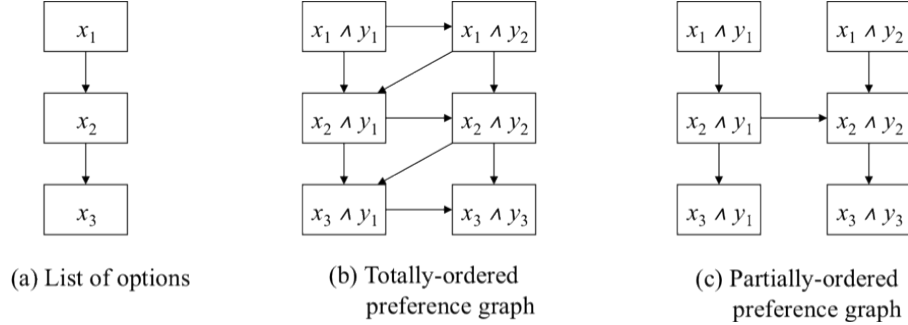 x₁
x₂
x₃
(a) List of options
x₁ ∧ y₁
x₁ ∧ y₂
x₂ ∧ y₁
x₂ ∧ y₂
x₃ ∧ y₁
x₃ ∧ y₃
(b) Totally-ordered
preference graph
x₁ ∧ y₁
x₁ ∧ y₂
x₂ ∧ y₁
x₂ ∧ y₂
x₃ ∧ y₁
x₃ ∧ y₃
(c) Partially-ordered
preference graph